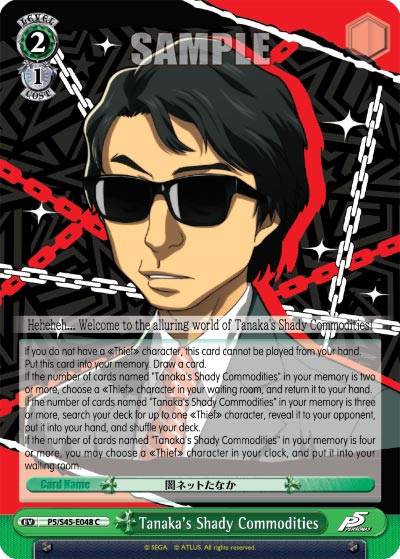 LEVEL
2
1
COST
SAMPLE
Heheheh... Welcome to the alluring world of Tanaka's Shady Commodities!
If you do not have a «Thief» character, this card cannot be played from your hand.
Put this card into your memory. Draw a card.
If the number of cards named "Tanaka's Shady Commodities" in your memory is two
or more, choose a «Thief» character in your waiting room, and return it to your hand.
If the number of cards named "Tanaka's Shady Commodities" in your memory is three
or more, search your deck for up to one «Thief» character, reveal it to your opponent,
put it into your hand, and shuffle your deck.
If the number of cards named "Tanaka's Shady Commodities" in your memory is four
or more, you may choose a «Thief» character in your clock, and put it into your
waiting room.
Card Name
闇ネットたなか
EV
P5/S45-E048 C
Tanaka's Shady Commodities
P5
PERSONA5
©SEGA. ©ATLUS. All rights reserved.